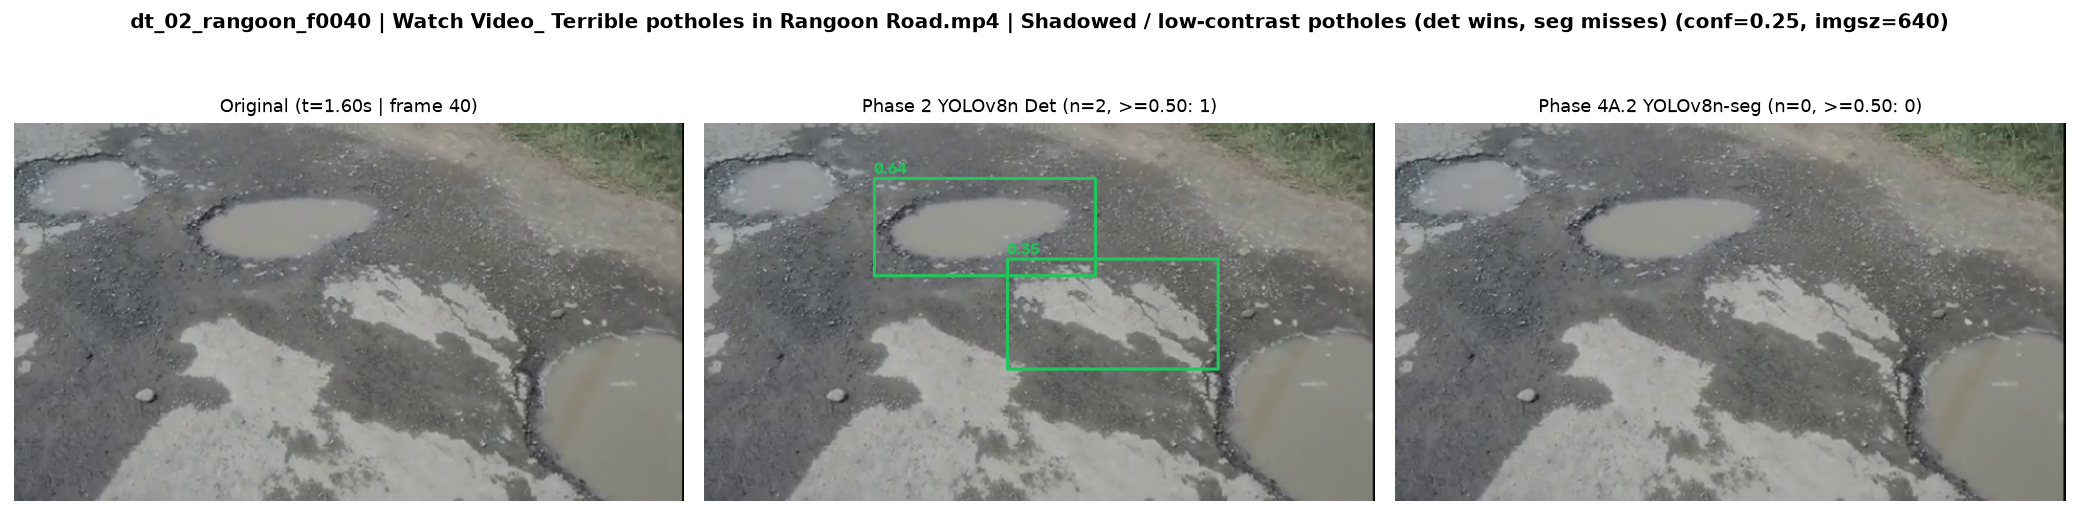 dt_02_rangoon_f0040 | Watch Video_ Terrible potholes in Rangoon Road.mp4 | Shadowed / low-contrast potholes (det wins, seg misses) (conf=0.25, imgsz=640)
Original (t=1.60s | frame 40)
Phase 2 YOLOv8n Det (n=2, >=0.50: 1)
Phase 4A.2 YOLOv8n-seg (n=0, >=0.50: 0)
0.64
0.35